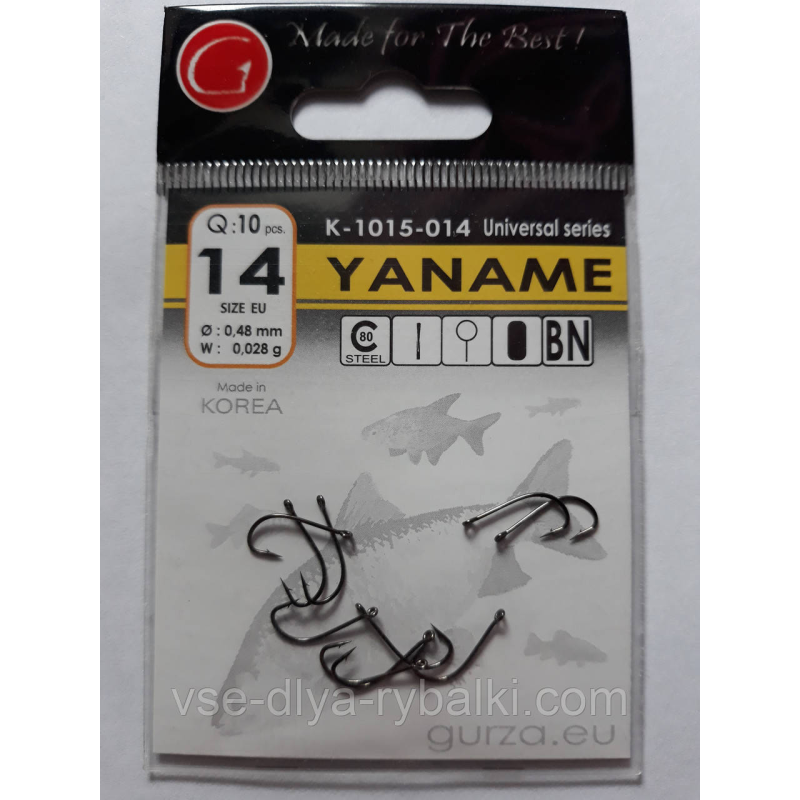 G
Made for The Best!
Q:10 pcs.
14
SIZE EU
Ø : 0,48 mm
W : 0,028 g
K-1015-014 Universal series
YANAME
C 80
STEEL
BN
Made in
KOREA
vse-dlya-rybalki.com
gurza.eu